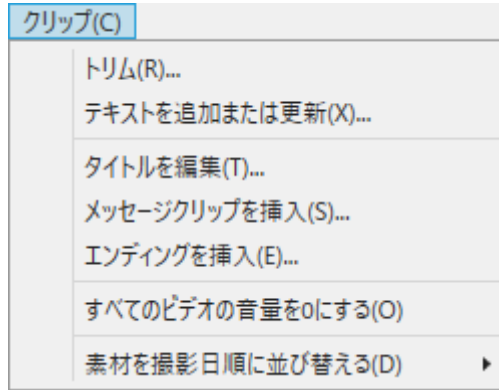 クリップ(C)
トリム(R)...
テキストを追加または更新(X)...
タイトルを編集(T)...
メッセージクリップを挿入(S)...
エンディングを挿入(E)...
すべてのビデオの音量を0にする(O)
素材を撮影日順に並び替える(D)